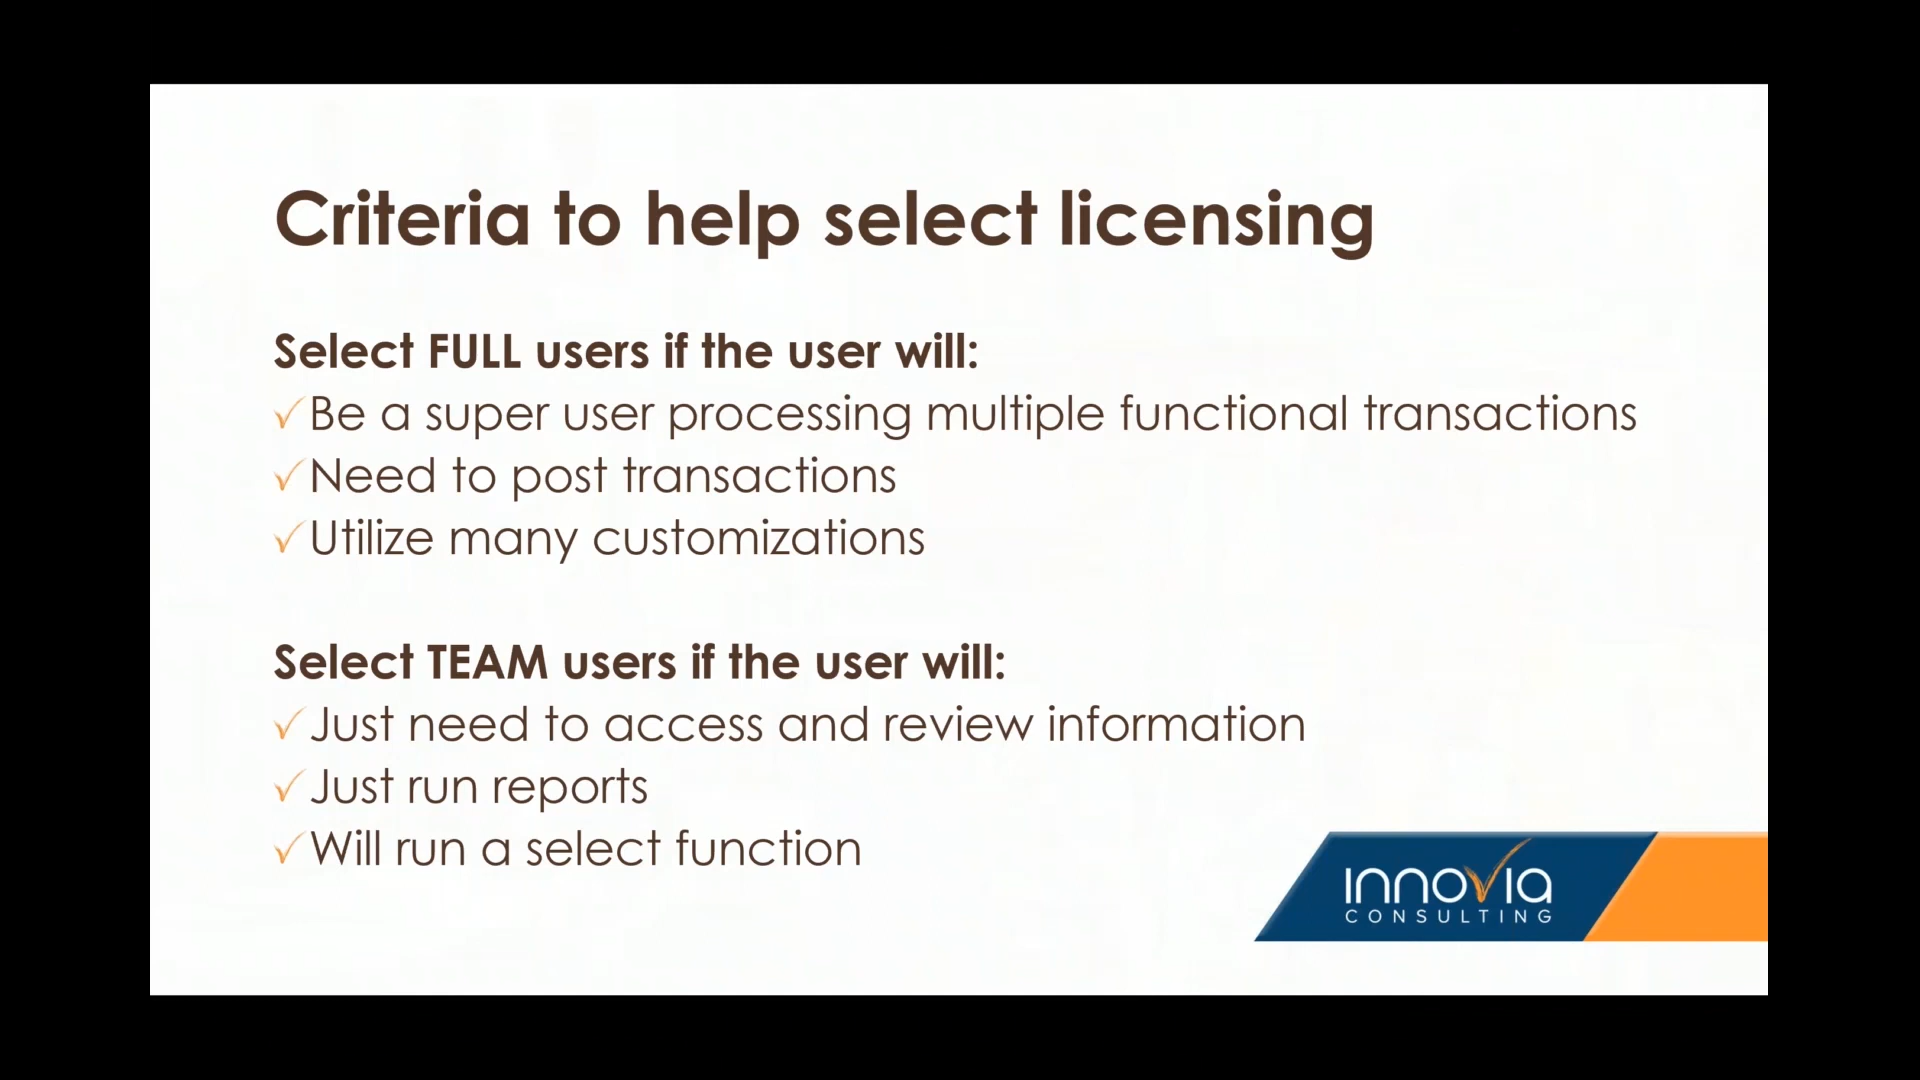 Criteria to help select licensing
Select FULL users if the user will:
✓Be a super user processing multiple functional transactions
✓Need to post transactions
✓Utilize many customizations
Select TEAM users if the user will:
✓Just need to access and review information
✓Just run reports
✓Will run a select function
innovia
CONSULTING